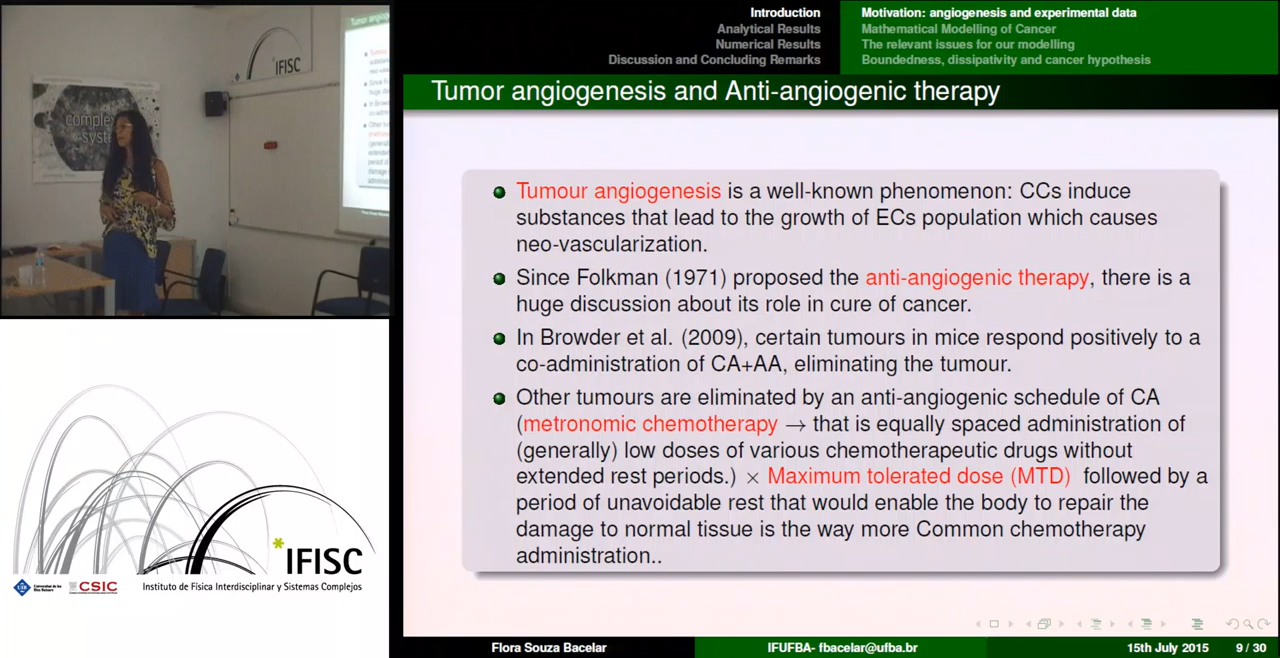 IFISC
complex
syste
Introduction
Analytical Results
Numerical Results
Discussion and Concluding Remarks
Motivation: angiogenesis and experimental data
Mathematical Modelling of Cancer
The relevant issues for our modelling
Boundedness, dissipativity and cancer hypothesis
Tumor angiogenesis and Anti-angiogenic therapy
Tumour angiogenesis is a well-known phenomenon: CCs induce
substances that lead to the growth of ECs population which causes
neo-vascularization.
Since Folkman (1971) proposed the anti-angiogenic therapy, there is a
huge discussion about its role in cure of cancer.
In Browder et al. (2009), certain tumours in mice respond positively to a
co-administration of CA+AA, eliminating the tumour.
Other tumours are eliminated by an anti-angiogenic schedule of CA
(metronomic chemotherapy → that is equally spaced administration of
(generally) low doses of various chemotherapeutic drugs without
extended rest periods.) × Maximum tolerated dose (MTD) followed by a
period of unavoidable rest that would enable the body to repair the
damage to normal tissue is the way more Common chemotherapy
administration..
IFISC
CSIC
Instituto de Física Interdisciplinar y Sistemas Complejos
Flora Souza Bacelar
IFUFBA- fbacelar@ufba.br
15th July 2015
9 / 30